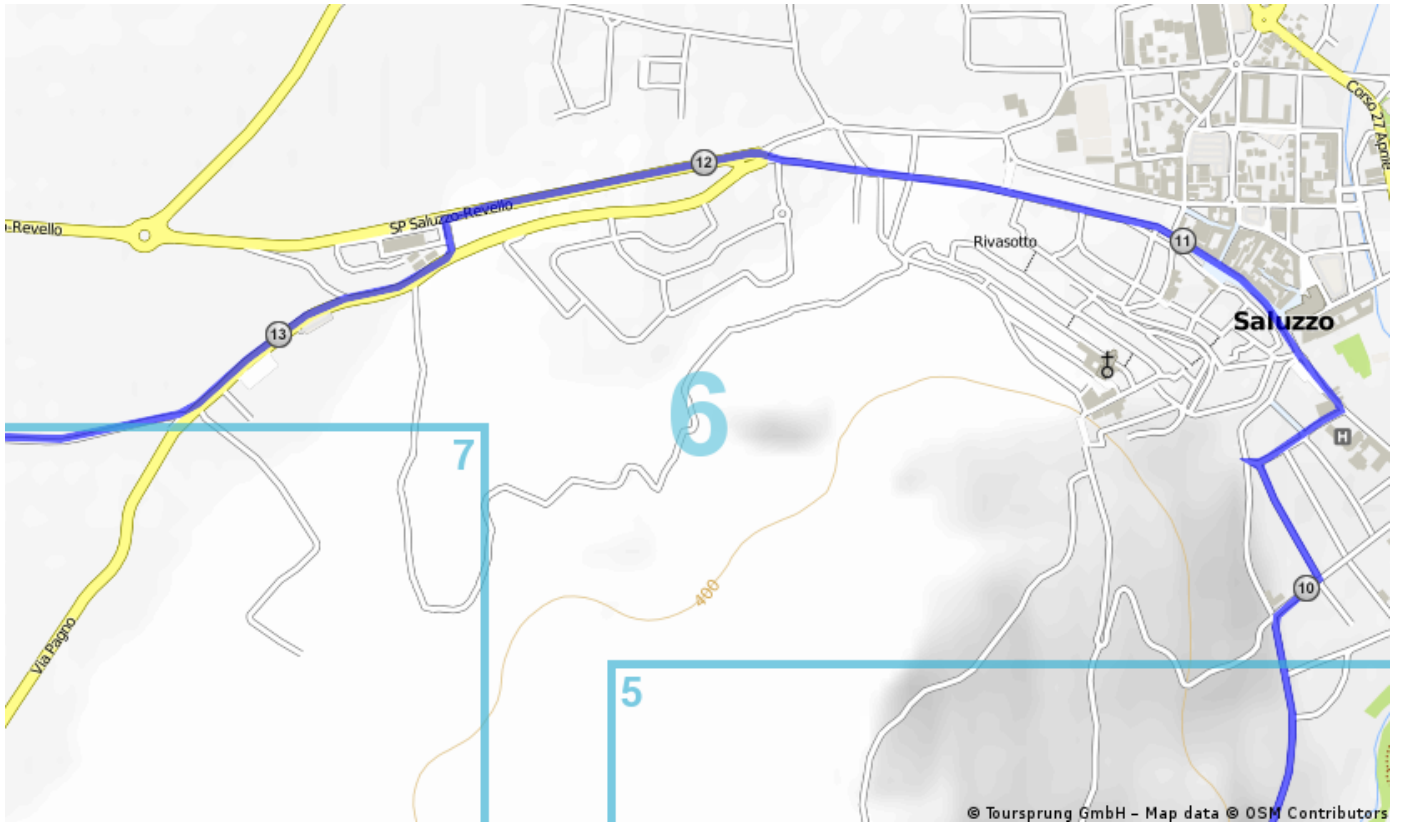 Corso 27 Aprile
12
SP Saluzzo-Revello
-Revello
11
Rivasotto
Saluzzo
13
6
7
H
400
10
Via Pagno
5
© Toursprung GmbH – Map data © OSM Contributors